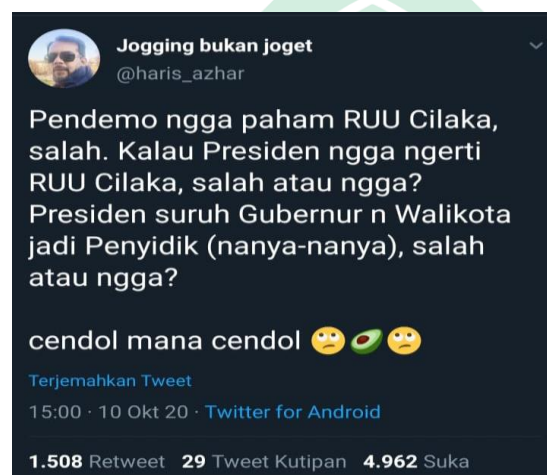 Jogging bukan joget
@haris_azhar
Pendemo ngga paham RUU Cilaka,
salah. Kalau Presiden ngga ngerti
RUU Cilaka, salah atau ngga?
Presiden suruh Gubernur n Walikota
jadi Penyidik (nanya-nanya), salah
atau ngga?
cendol mana cendol 🙄🥑🙄
Terjemahkan Tweet
15:00 · 10 Okt 20 · Twitter for Android
1.508 Retweet 29 Tweet Kutipan 4.962 Suka